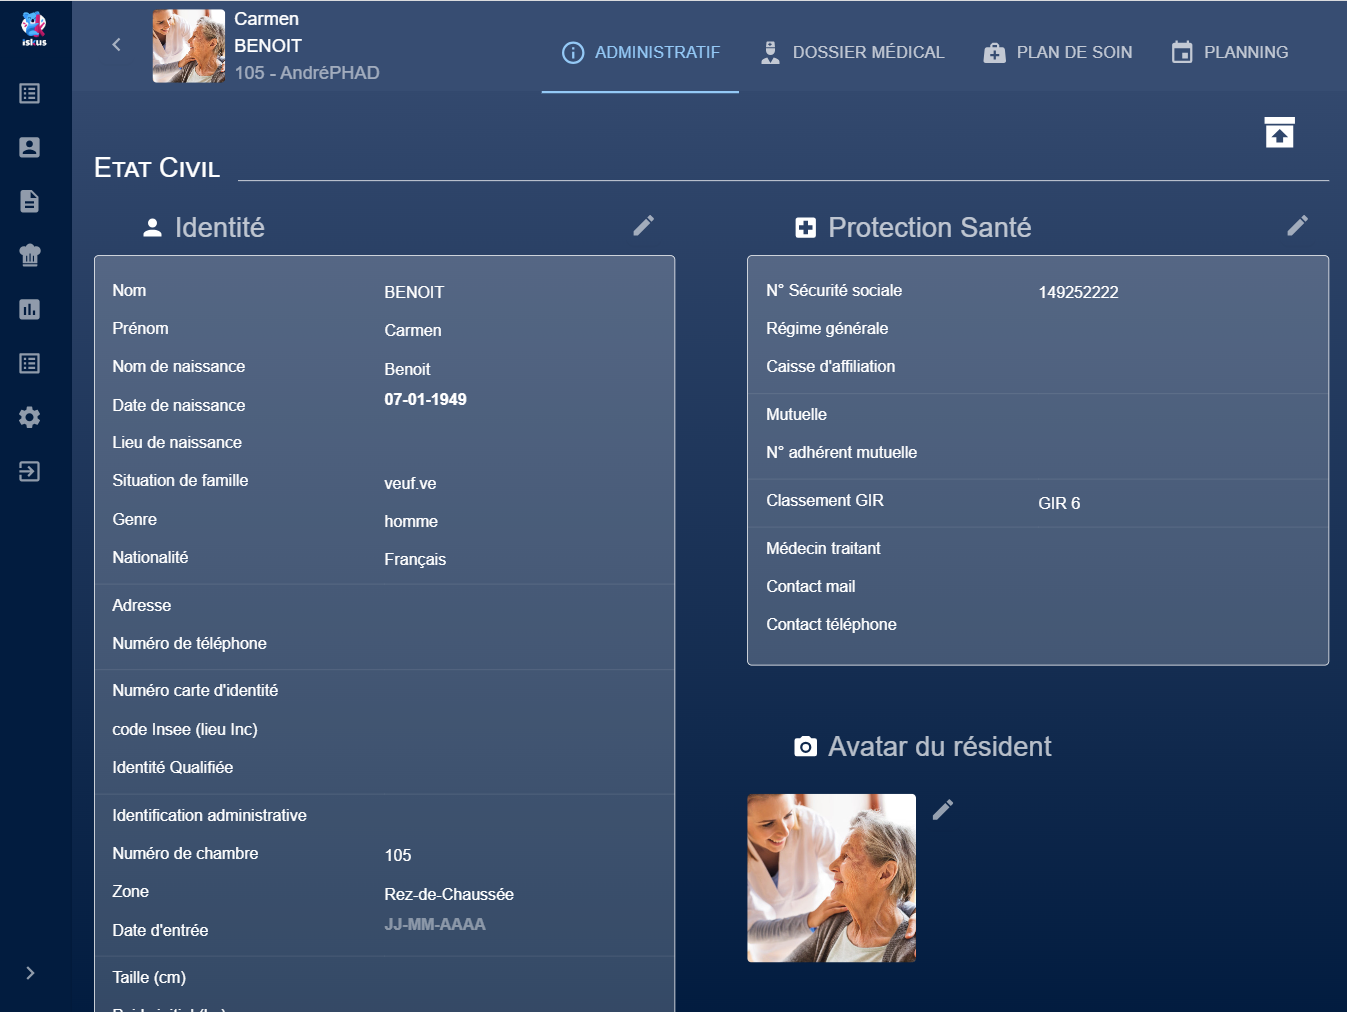 iskus
Carmen
BENOIT
105 - AndréPHAD
ADMINISTRATIF
DOSSIER MÉDICAL
PLAN DE SOIN
PLANNING
ETAT CIVIL
Identité
Nom BENOIT
Prénom Carmen
Nom de naissance Benoit
Date de naissance 07-01-1949
Lieu de naissance
Situation de famille veuf.ve
Genre homme
Nationalité Français
Adresse
Numéro de téléphone
Numéro carte d'identité
code Insee (lieu Inc)
Identité Qualifiée
Identification administrative
Numéro de chambre 105
Zone Rez-de-Chaussée
Date d'entrée JJ-MM-AAAA
Taille (cm)
Protection Santé
N° Sécurité sociale 149252222
Régime générale
Caisse d'affiliation
Mutuelle
N° adhérent mutuelle
Classement GIR GIR 6
Médecin traitant
Contact mail
Contact téléphone
Avatar du résident